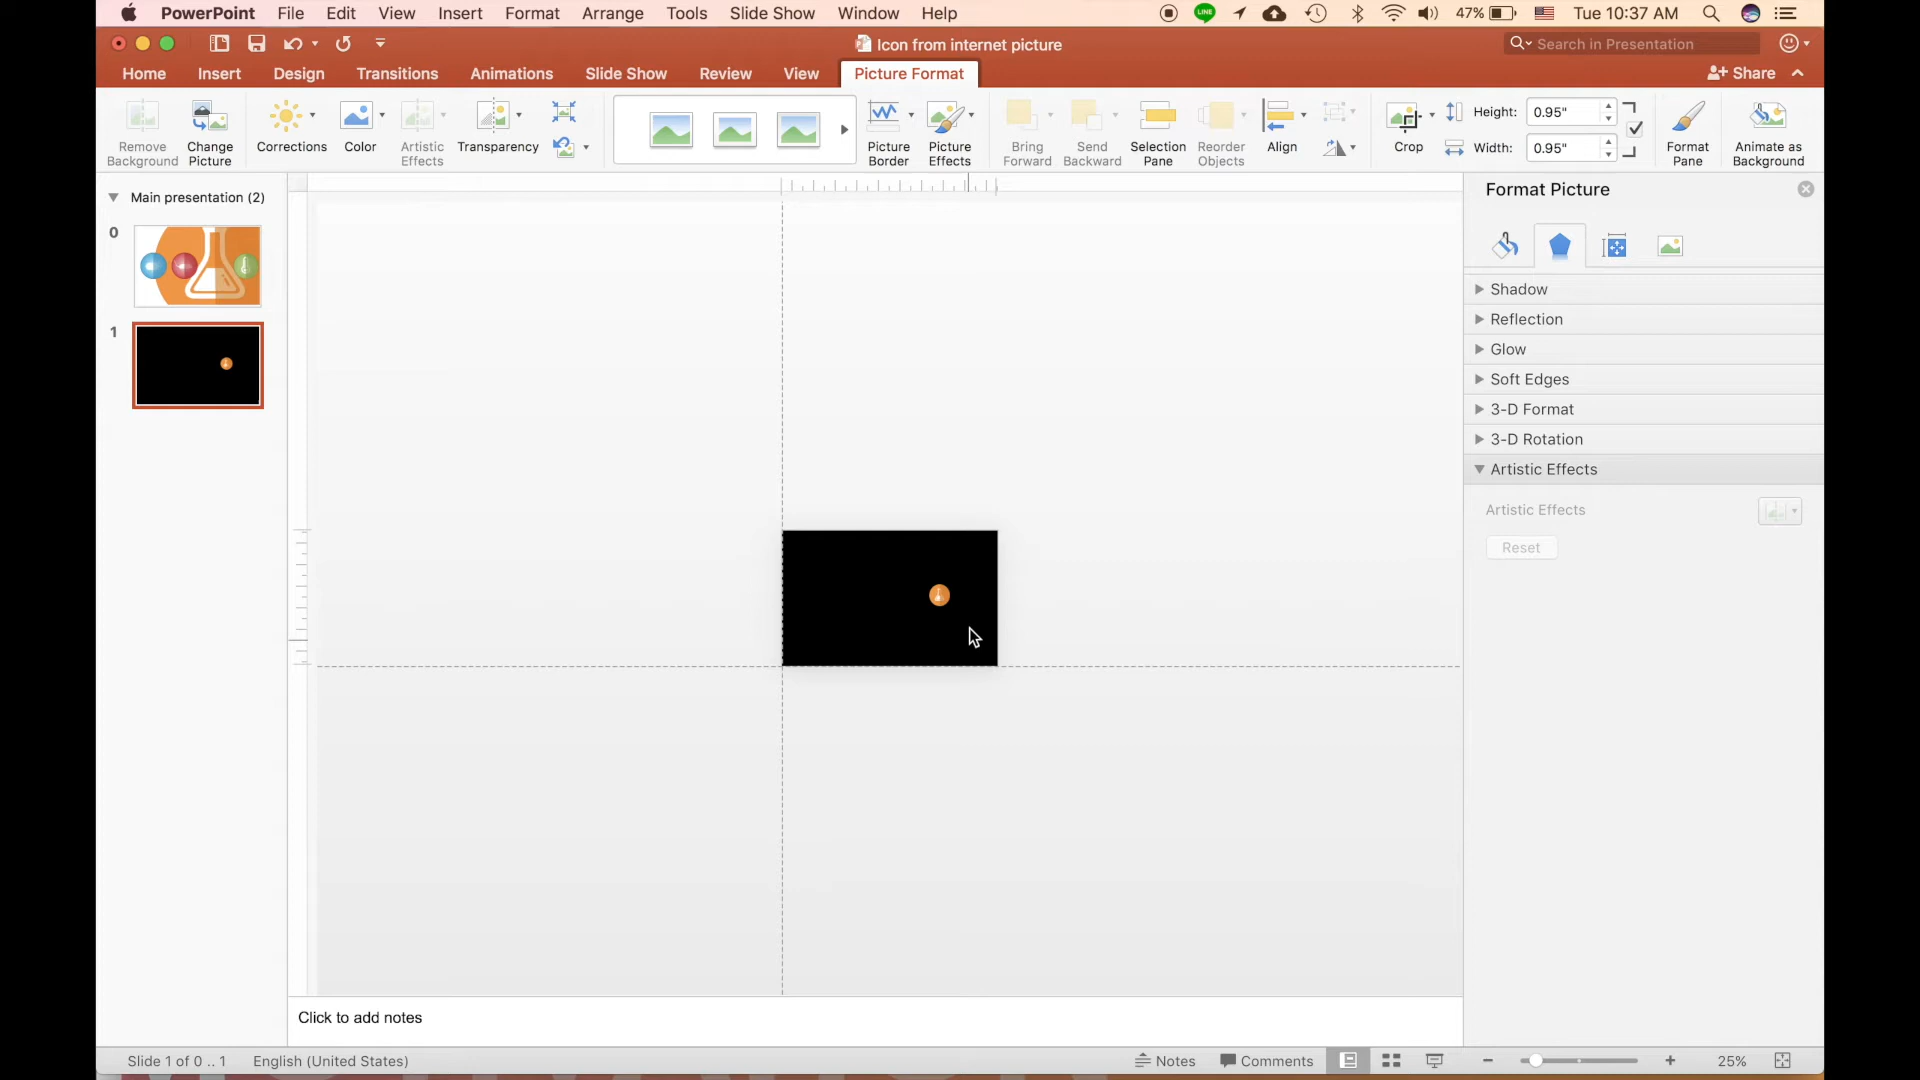 PowerPoint File Edit View Insert Format Arrange Tools Slide Show Window Help LINE 47% Tue 10:37 AM
Icon from internet picture Search in Presentation
Home Insert Design Transitions Animations Slide Show Review View Picture Format Share
Remove Background
Change Picture
Corrections
Color
Artistic Effects
Transparency
Picture Border
Picture Effects
Bring Forward
Send Backward
Selection Pane
Reorder Objects
Align
Crop
Height: 0.95"
Width: 0.95"
Format Pane
Animate as Background
Main presentation (2)
0
1
Format Picture
Shadow
Reflection
Glow
Soft Edges
3-D Format
3-D Rotation
Artistic Effects
Artistic Effects
Reset
Click to add notes
Slide 1 of 0 .. 1 English (United States) Notes Comments 25%